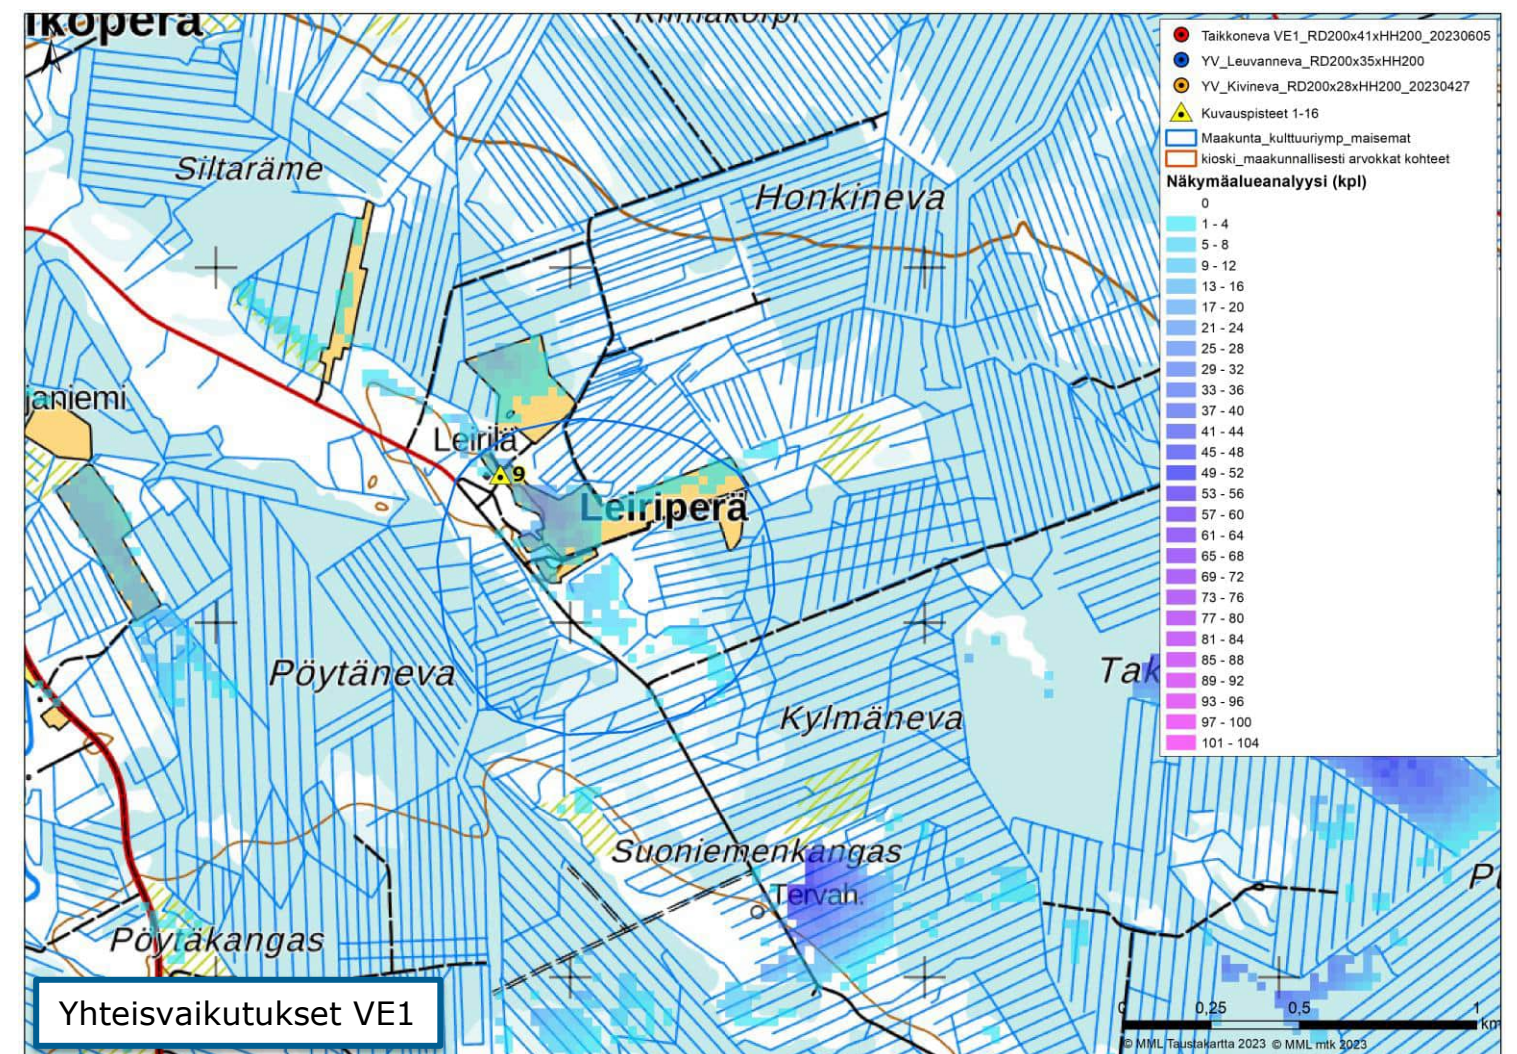 ikoperä
Siltaräme
Honkineva
janiemi
Leirilä
9
Leiriperä
Pöytäneva
Kylmäneva
Tak
Suoniemenkangas
Tervah.
Pöytäkangas
Yhteisvaikutukset VE1
Taikkoneva VE1_RD200x41xHH200_20230605
YV_Leuvanneva_RD200x35xHH200
YV_Kivineva_RD200x28xHH200_20230427
Kuvauspisteet 1-16
Maakunta_kulttuuriymp_maisemat
kioski_maakunnallisesti arvokkat kohteet
Näkymäalueanalyysi (kpl)
0
1 - 4
5 - 8
9 - 12
13 - 16
17 - 20
21 - 24
25 - 28
29 - 32
33 - 36
37 - 40
41 - 44
45 - 48
49 - 52
53 - 56
57 - 60
61 - 64
65 - 68
69 - 72
73 - 76
77 - 80
81 - 84
85 - 88
89 - 92
93 - 96
97 - 100
101 - 104
0 0,25 0,5 1
km
© MML Taustakartta 2023 © MML mtk 2023